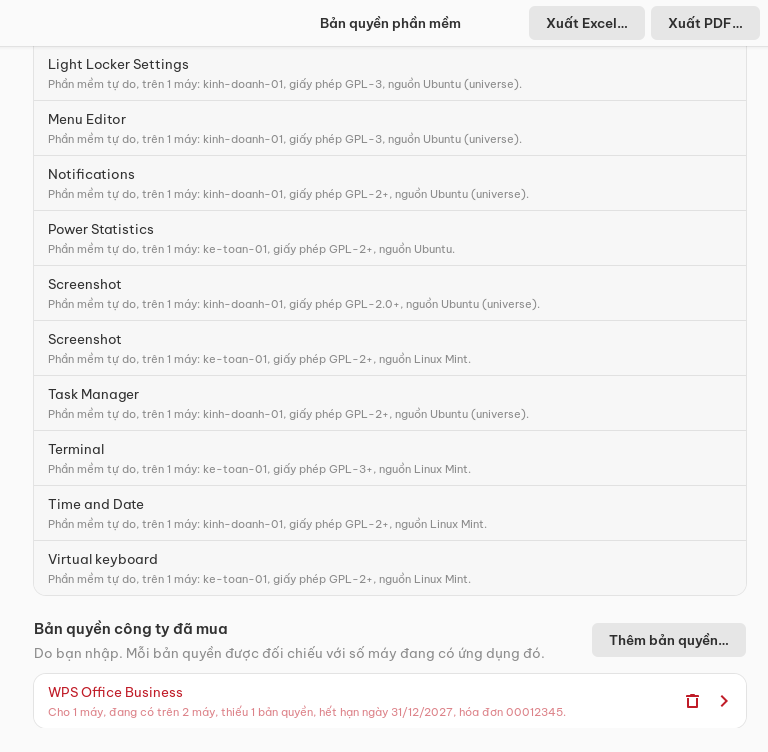 Bản quyền phần mềm
Xuất Excel...
Xuất PDF...
Light Locker Settings
Phần mềm tự do, trên 1 máy: kinh-doanh-01, giấy phép GPL-3, nguồn Ubuntu (universe).
Menu Editor
Phần mềm tự do, trên 1 máy: kinh-doanh-01, giấy phép GPL-3, nguồn Ubuntu (universe).
Notifications
Phần mềm tự do, trên 1 máy: kinh-doanh-01, giấy phép GPL-2+, nguồn Ubuntu (universe).
Power Statistics
Phần mềm tự do, trên 1 máy: ke-toan-01, giấy phép GPL-2+, nguồn Ubuntu.
Screenshot
Phần mềm tự do, trên 1 máy: kinh-doanh-01, giấy phép GPL-2.0+, nguồn Ubuntu (universe).
Screenshot
Phần mềm tự do, trên 1 máy: ke-toan-01, giấy phép GPL-2+, nguồn Linux Mint.
Task Manager
Phần mềm tự do, trên 1 máy: kinh-doanh-01, giấy phép GPL-2+, nguồn Ubuntu (universe).
Terminal
Phần mềm tự do, trên 1 máy: ke-toan-01, giấy phép GPL-3+, nguồn Linux Mint.
Time and Date
Phần mềm tự do, trên 1 máy: kinh-doanh-01, giấy phép GPL-2+, nguồn Linux Mint.
Virtual keyboard
Phần mềm tự do, trên 1 máy: ke-toan-01, giấy phép GPL-2+, nguồn Linux Mint.
Bản quyền công ty đã mua
Do bạn nhập. Mỗi bản quyền được đối chiếu với số máy đang có ứng dụng đó.
Thêm bản quyền...
WPS Office Business
Cho 1 máy, đang có trên 2 máy, thiếu 1 bản quyền, hết hạn ngày 31/12/2027, hóa đơn 00012345.